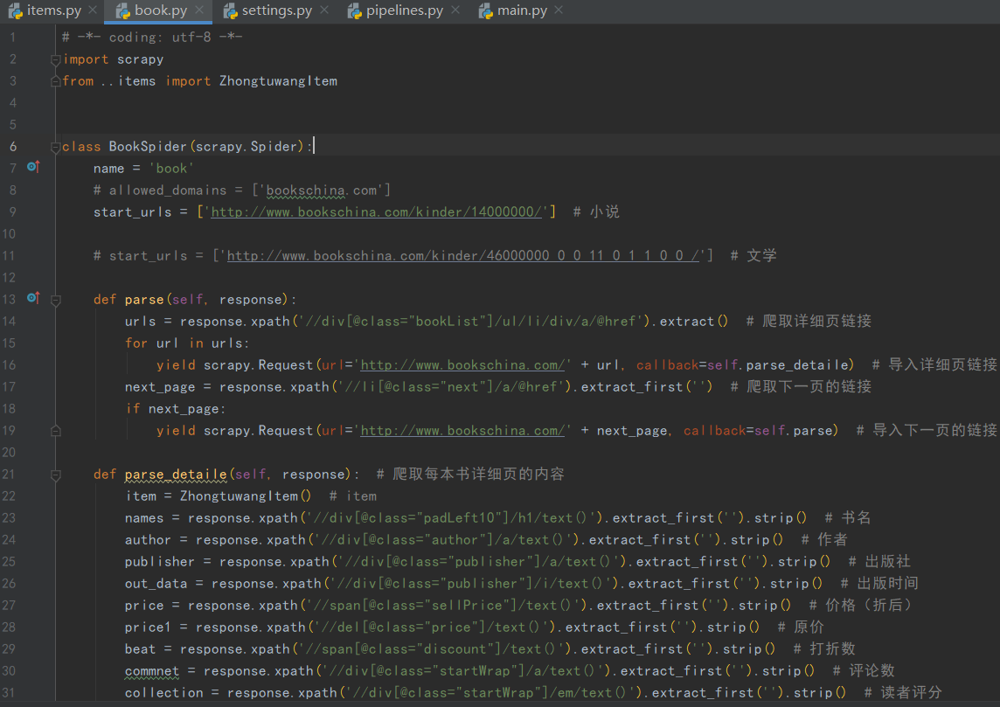 items.py book.py settings.py pipelines.py main.py
1 # -*- coding: utf-8 -*-
2 import scrapy
3 from ..items import ZhongtuwangItem
4
5
6 class BookSpider(scrapy.Spider):
7 name = 'book'
8 # allowed_domains = ['bookschina.com']
9 start_urls = ['http://www.bookschina.com/kinder/14000000/'] # 小说
10
11 # start_urls = ['http://www.bookschina.com/kinder/46000000_0_0_11_0_1_1_0_0_/'] # 文学
12
13 def parse(self, response):
14 urls = response.xpath('//div[@class="bookList"]/ul/li/div/a/@href').extract() # 爬取详细页链接
15 for url in urls:
16 yield scrapy.Request(url='http://www.bookschina.com/' + url, callback=self.parse_detaile) # 导入详细页链接
17 next_page = response.xpath('//li[@class="next"]/a/@href').extract_first('') # 爬取下一页的链接
18 if next_page:
19 yield scrapy.Request(url='http://www.bookschina.com/' + next_page, callback=self.parse) # 导入下一页的链接
20
21 def parse_detaile(self, response): # 爬取每本书详细页的内容
22 item = ZhongtuwangItem() # item
23 names = response.xpath('//div[@class="padLeft10"]/h1/text()').extract_first('').strip() # 书名
24 author = response.xpath('//div[@class="author"]/a/text()').extract_first('').strip() # 作者
25 publisher = response.xpath('//div[@class="publisher"]/a/text()').extract_first('').strip() # 出版社
26 out_data = response.xpath('//div[@class="publisher"]/i/text()').extract_first('').strip() # 出版时间
27 price = response.xpath('//span[@class="sellPrice"]/text()').extract_first('').strip() # 价格（折后）
28 price1 = response.xpath('//del[@class="price"]/text()').extract_first('').strip() # 原价
29 beat = response.xpath('//span[@class="discount"]/text()').extract_first('').strip() # 打折数
30 commnet = response.xpath('//div[@class="startWrap"]/a/text()').extract_first('').strip() # 评论数
31 collection = response.xpath('//div[@class="startWrap"]/em/text()').extract_first('').strip() # 读者评分